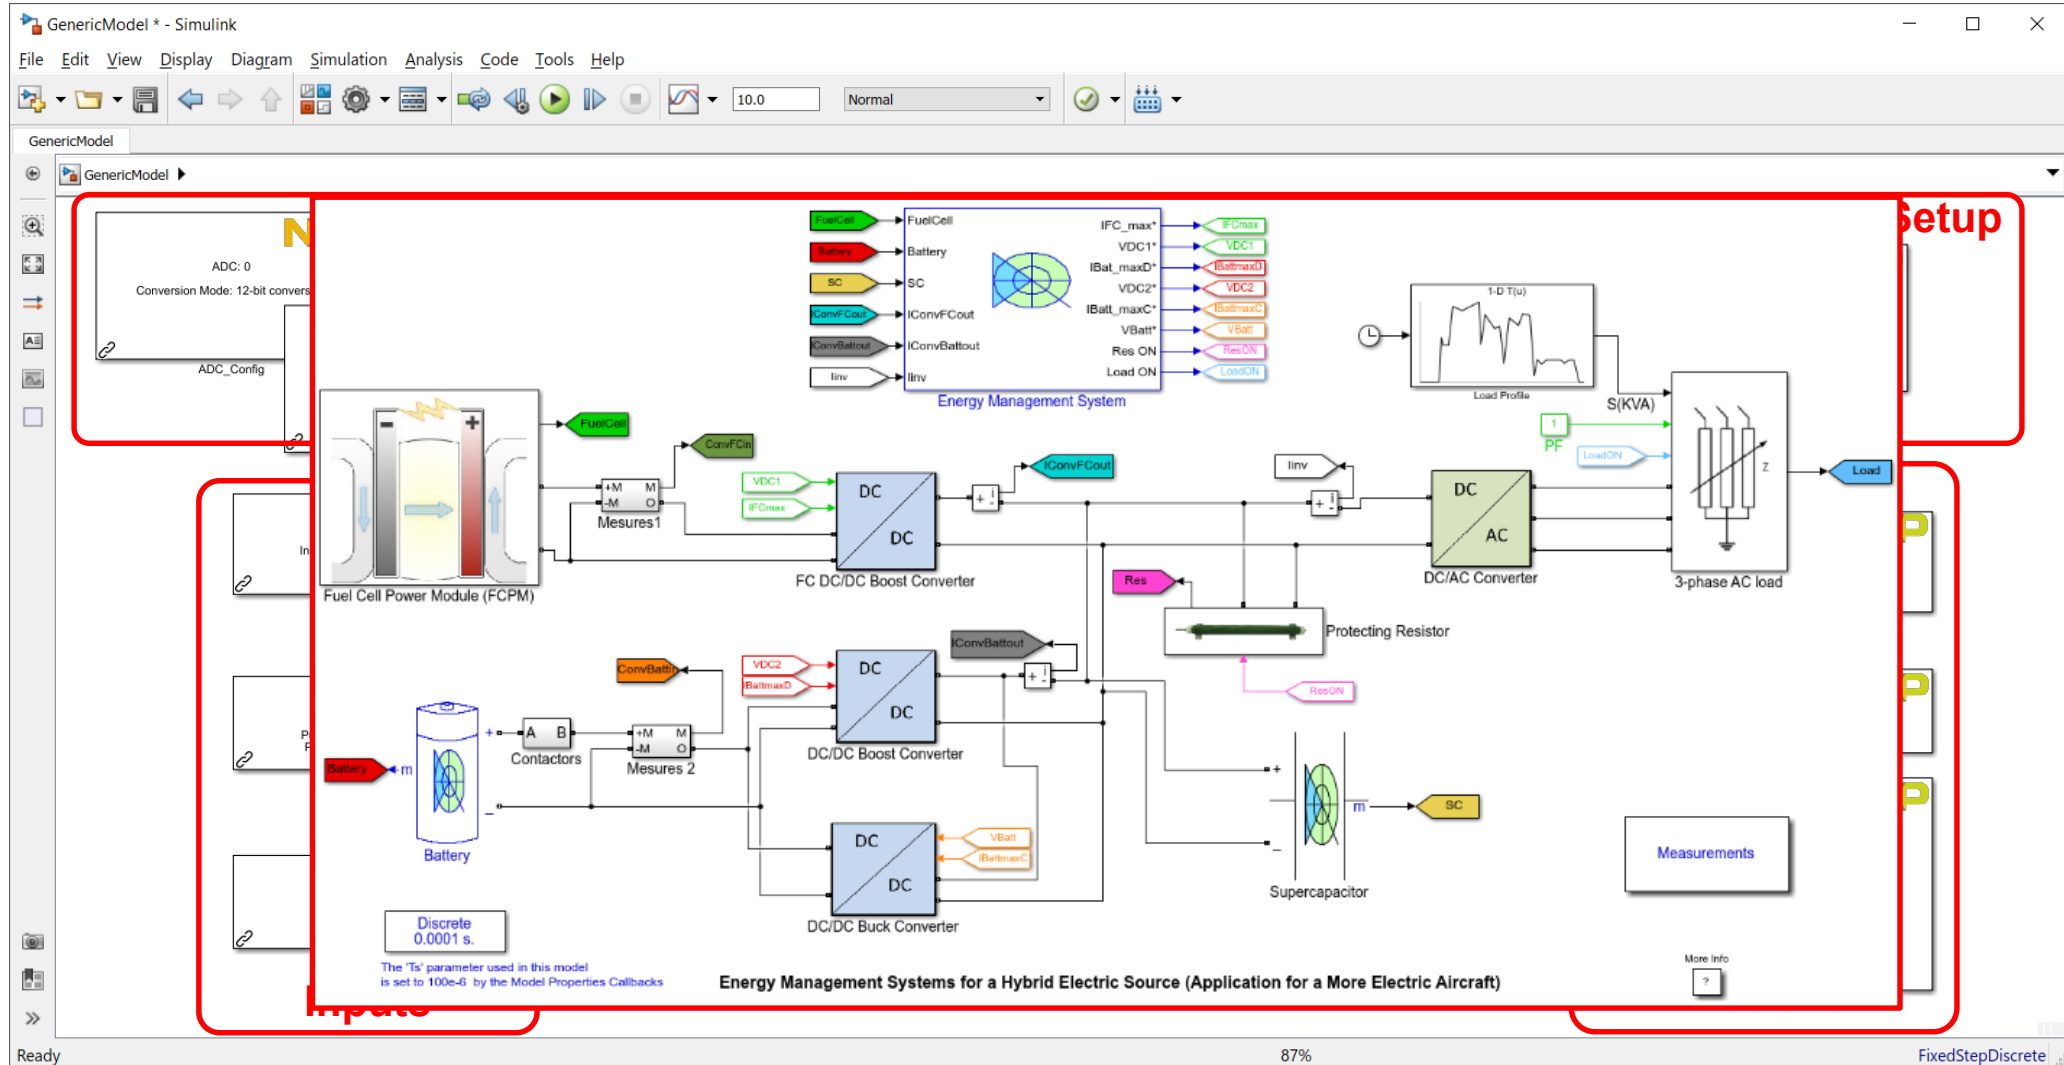 GenericModel * - Simulink
File Edit View Display Diagram Simulation Analysis Code Tools Help
10.0
Normal
GenericModel
GenericModel
Setup
N
ADC: 0
Conversion Mode: 12-bit convers
ADC_Config
FuelCell
Battery
SC
IConvFCout
IConvBattout
Iinv
FuelCell
Battery
SC
IConvFCout
IConvBattout
Iinv
IFC_max*
VDC1*
IBat_maxD*
VDC2*
IBatt_maxC*
VBatt*
Res ON
Load ON
IFCmax
VDC1
IBattmaxD
VDC2
IBattmaxC
VBatt
ResON
LoadON
Energy Management System
1-D T(u)
Load Profile
S(KVA)
1
PF
LoadON
Z
Load
3-phase AC load
FuelCell
ConvFCin
+M M
-M O
Mesures1
Fuel Cell Power Module (FCPM)
VDC1
IFCmax
DC
DC
FC DC/DC Boost Converter
+ i
-
IConvFCout
Iinv
+ i
-
DC
AC
DC/AC Converter
Res
Protecting Resistor
ResON
IConvBattout
+ i
-
ConvBattin
VDC2
IBattmaxD
DC
DC
DC/DC Boost Converter
Battery
m
+
−
Battery
A B
Contactors
+M M
-M O
Mesures 2
DC
DC
VBatt
IBattmaxC
DC/DC Buck Converter
+
−
m
SC
Supercapacitor
Measurements
Discrete
0.0001 s.
The 'Ts' parameter used in this model
is set to 100e-6 by the Model Properties Callbacks
Energy Management Systems for a Hybrid Electric Source (Application for a More Electric Aircraft)
More Info
?
In
P
P
P
Inputs
Ready
87%
FixedStepDiscrete